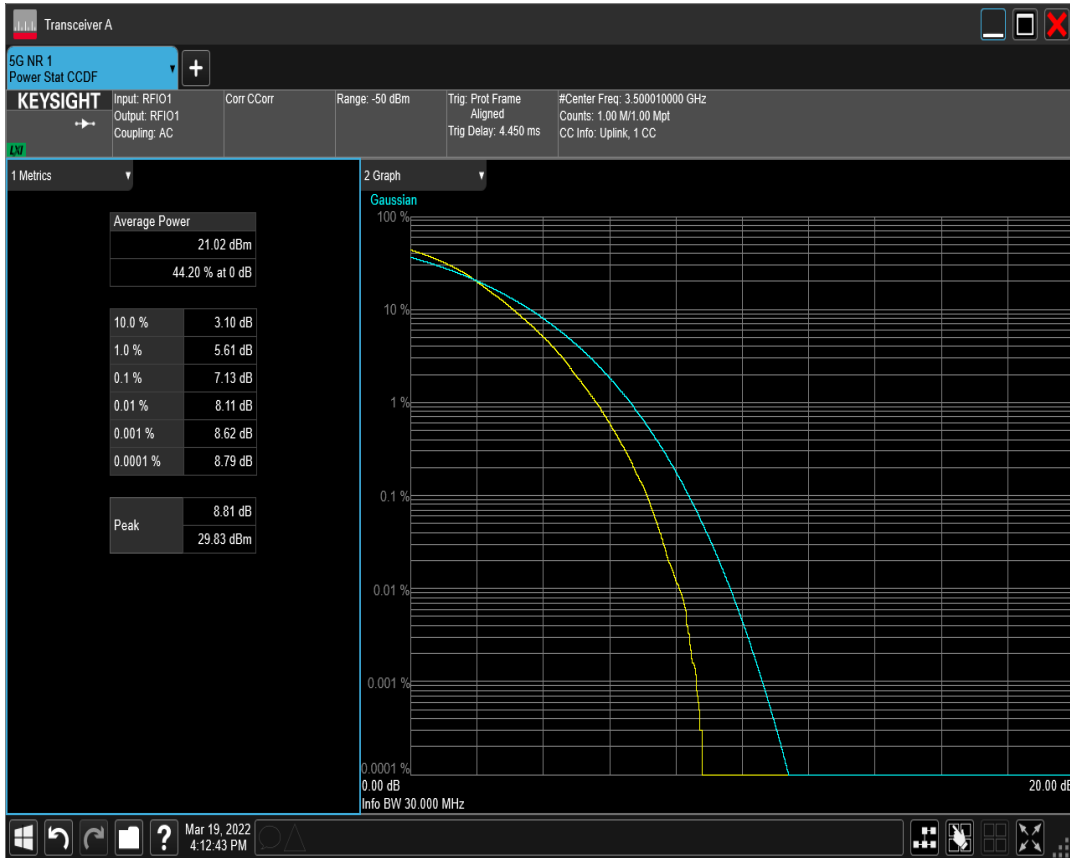 Transceiver A
5G NR 1
Power Stat CCDF
+
KEYSIGHT
LXI
Input: RFIO1
Output: RFIO1
Coupling: AC
Corr CCorr
Range: -50 dBm
Trig: Prot Frame
Aligned
Trig Delay: 4.450 ms
#Center Freq: 3.500010000 GHz
Counts: 1.00 M/1.00 Mpt
CC Info: Uplink, 1 CC
1 Metrics
Average Power
21.02 dBm
44.20 % at 0 dB
10.0 % 3.10 dB
1.0 % 5.61 dB
0.1 % 7.13 dB
0.01 % 8.11 dB
0.001 % 8.62 dB
0.0001 % 8.79 dB
Peak
8.81 dB
29.83 dBm
2 Graph
Gaussian
100 %
10 %
1 %
0.1 %
0.01 %
0.001 %
0.0001 %
0.00 dB 20.00 dB
Info BW 30.000 MHz
?
Mar 19, 2022
4:12:43 PM